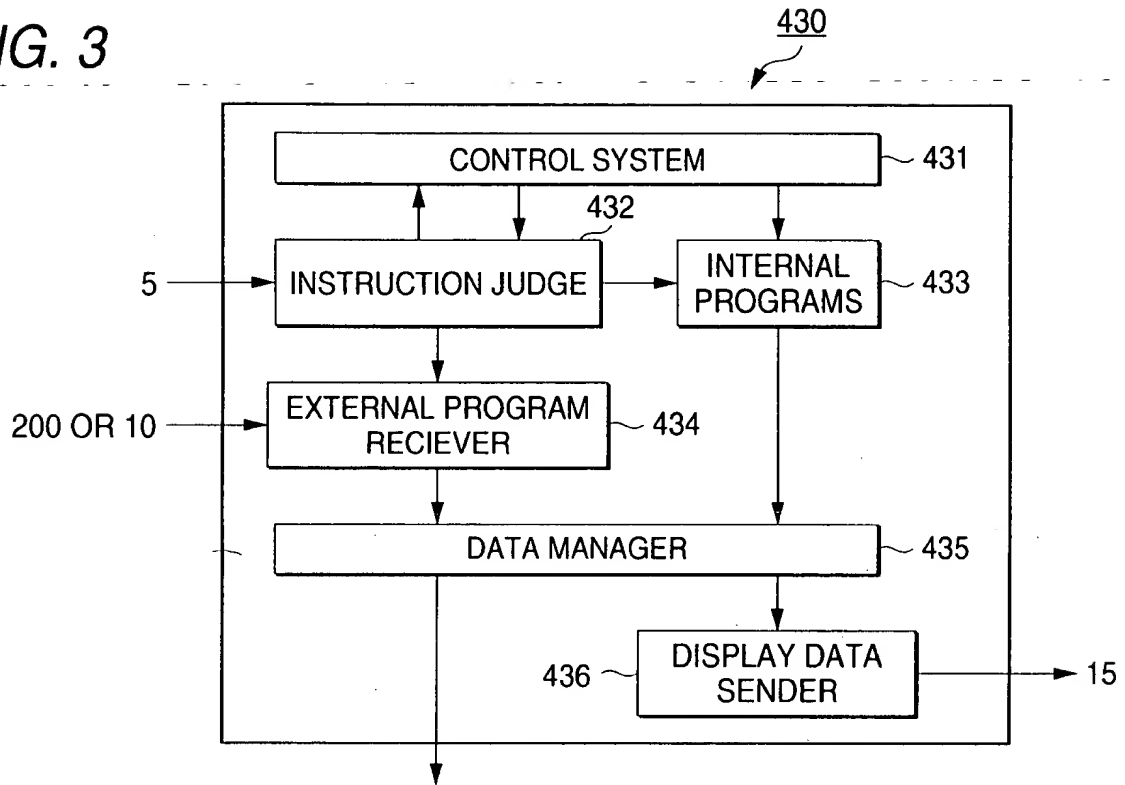 IG. 3
430
CONTROL SYSTEM
431
432
5
INSTRUCTION JUDGE
INTERNAL
PROGRAMS
433
200 OR 10
EXTERNAL PROGRAM
RECIEVER
434
DATA MANAGER
435
436
DISPLAY DATA
SENDER
15